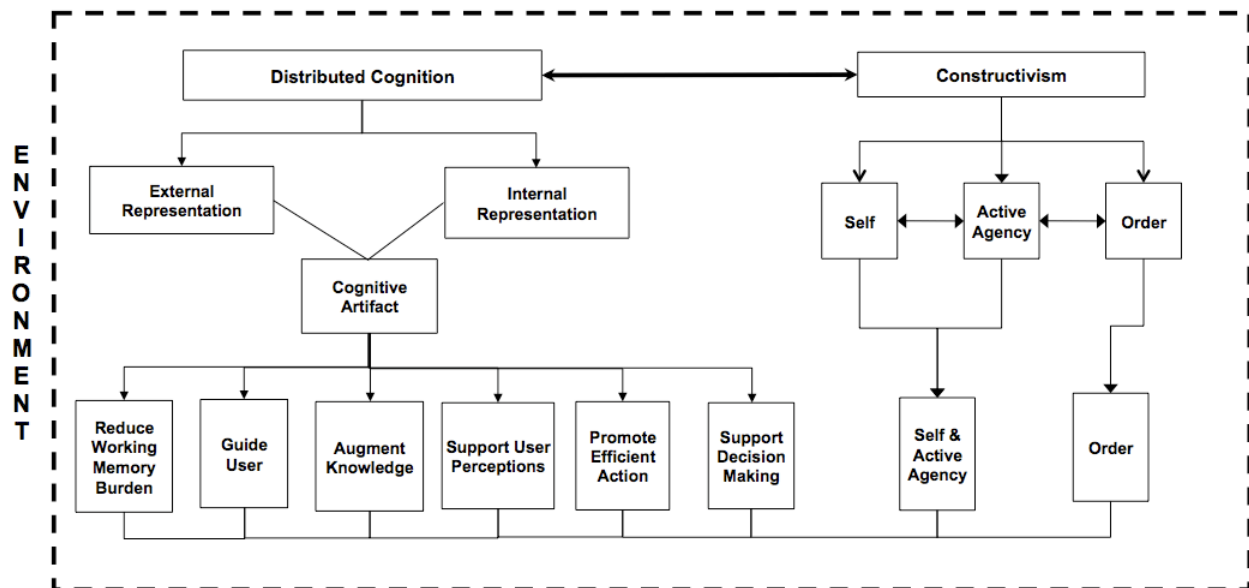 ENVIRONMENT
Distributed Cognition
Constructivism
External
Representation
Internal
Representation
Self
Active
Agency
Order
Cognitive
Artifact
Reduce
Working
Memory
Burden
Guide
User
Augment
Knowledge
Support User
Perceptions
Promote
Efficient
Action
Support
Decision
Making
Self &
Active
Agency
Order